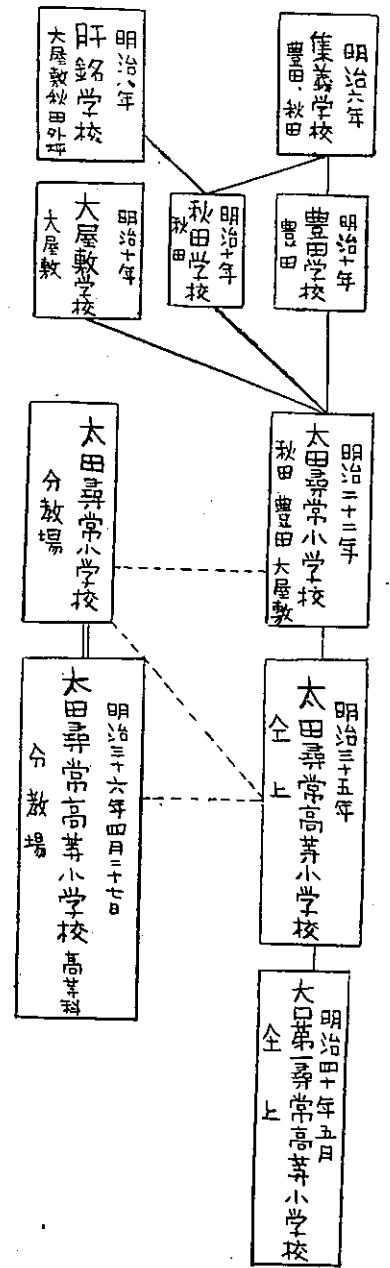 明治六年
集義学校
豊田、秋田
明治八年
肝銘学校
大屋敷秋田外坪
明治十年
豊田学校
豊田
明治十年
秋田学校
秋田
明治十年
大屋敷学校
大屋敷
明治二十二年
太田尋常小学校
秋田 豊田 大屋敷
太田尋常小学校
分教場
明治三十五年
太田尋常高等小学校
仝上
明治三十六年四月二十七日
太田尋常高等小学校高等科
分教場
明治四十年五月
大口第一尋常高等小学校
仝上